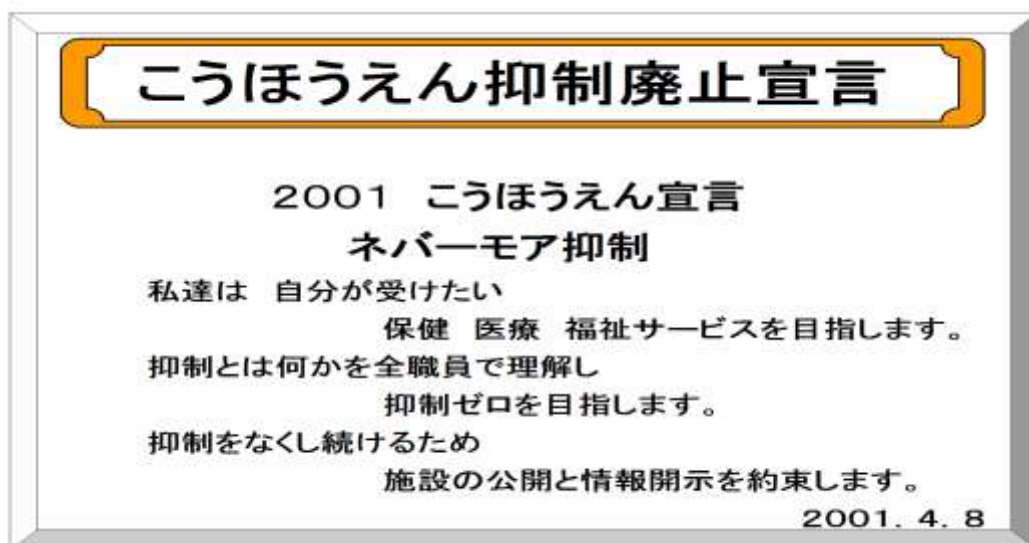 こうほうえん抑制廃止宣言
2001 こうほうえん宣言
ネバーモア抑制
私達は 自分が受けたい
保健 医療 福祉サービスを目指します。
抑制とは何かを全職員で理解し
抑制ゼロを目指します。
抑制をなくし続けるため
施設の公開と情報開示を約束します。
2001. 4. 8